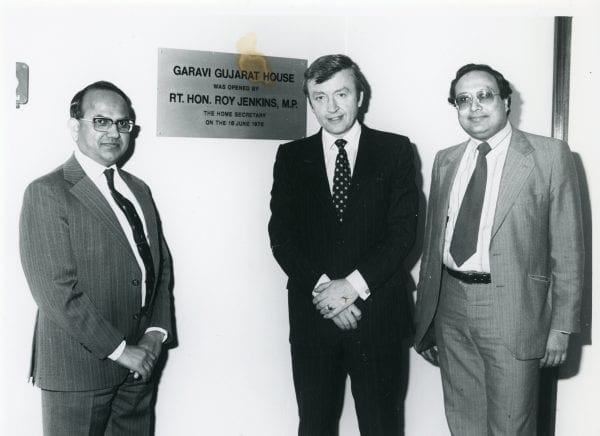 GARAVI GUJARAT HOUSE
WAS OPENED BY
RT. HON. ROY JENKINS, M.P.
THE HOME SECRETARY
ON THE 16 JUNE 1976